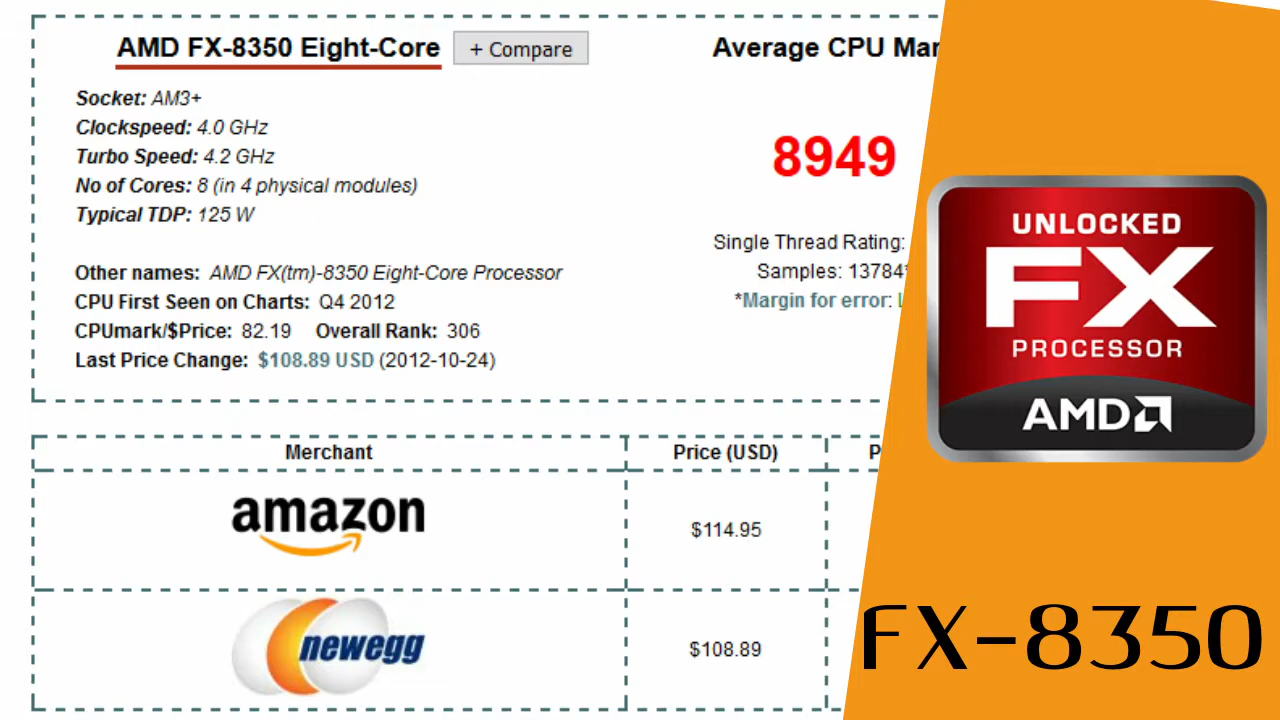 AMD FX-8350 Eight-Core
+ Compare
Socket: AM3+
Clockspeed: 4.0 GHz
Turbo Speed: 4.2 GHz
No of Cores: 8 (in 4 physical modules)
Typical TDP: 125 W
Other names: AMD FX(tm)-8350 Eight-Core Processor
CPU First Seen on Charts: Q4 2012
CPUmark/$Price: 82.19 Overall Rank: 306
Last Price Change: $108.89 USD (2012-10-24)
Average CPU Mar
8949
Single Thread Rating:
Samples: 13784*
*Margin for error:
Merchant Price (USD) P
amazon $114.95
newegg $108.89
UNLOCKED
FX
PROCESSOR
AMD
FX-8350